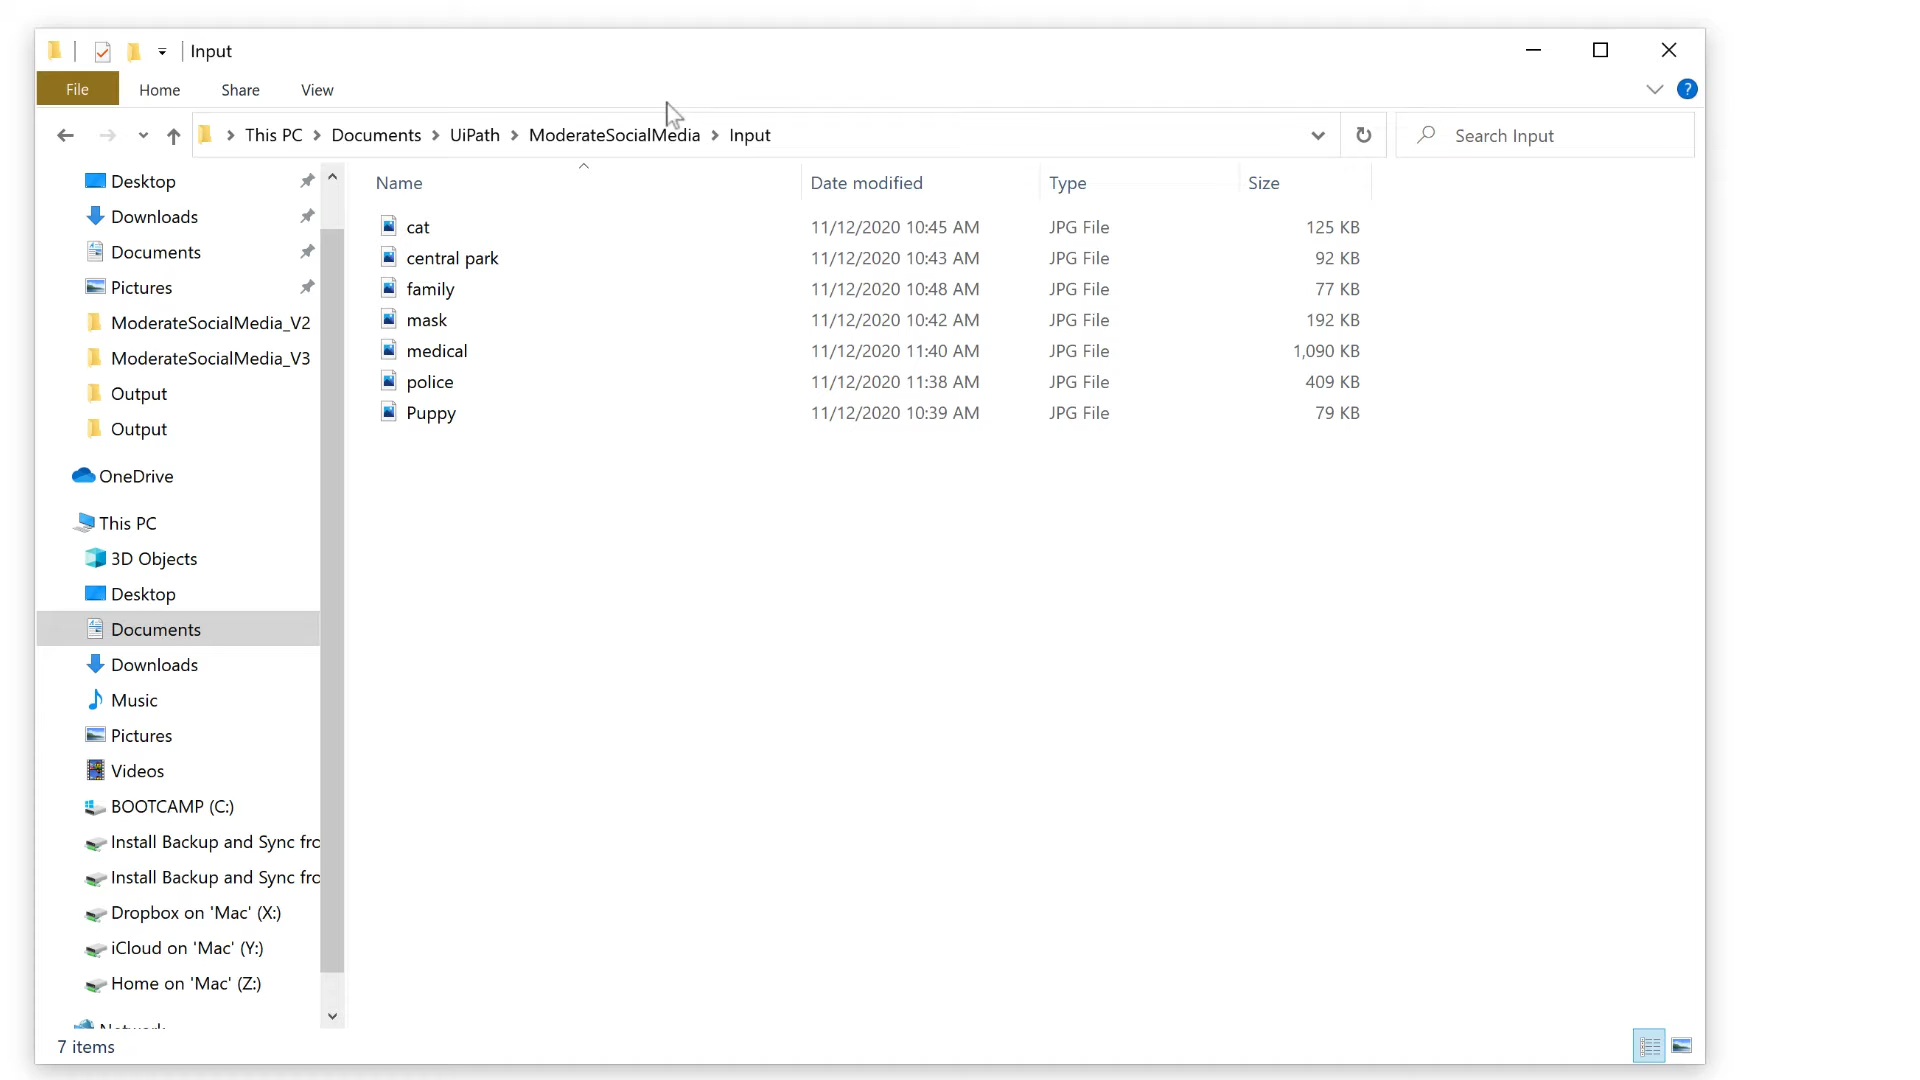 Input
File Home Share View
?
This PC Documents UiPath ModerateSocialMedia Input
Search Input
Desktop
Downloads
Documents
Pictures
ModerateSocialMedia_V2
ModerateSocialMedia_V3
Output
Output
OneDrive
This PC
3D Objects
Desktop
Documents
Downloads
Music
Pictures
Videos
BOOTCAMP (C:)
Install Backup and Sync fro
Install Backup and Sync fro
Dropbox on 'Mac' (X:)
iCloud on 'Mac' (Y:)
Home on 'Mac' (Z:)
Network
Name Date modified Type Size
cat 11/12/2020 10:45 AM JPG File 125 KB
central park 11/12/2020 10:43 AM JPG File 92 KB
family 11/12/2020 10:48 AM JPG File 77 KB
mask 11/12/2020 10:42 AM JPG File 192 KB
medical 11/12/2020 11:40 AM JPG File 1,090 KB
police 11/12/2020 11:38 AM JPG File 409 KB
Puppy 11/12/2020 10:39 AM JPG File 79 KB
7 items